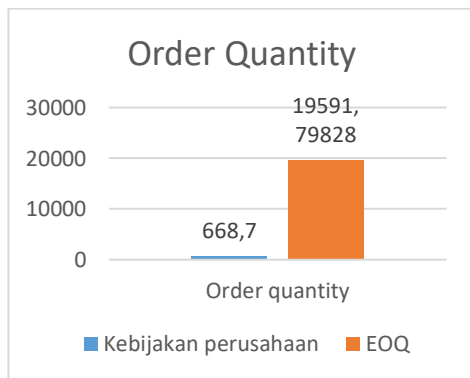 Order Quantity
30000
20000
10000
0
668,7
19591,
79828
Order quantity
Kebijakan perusahaan
EOQ